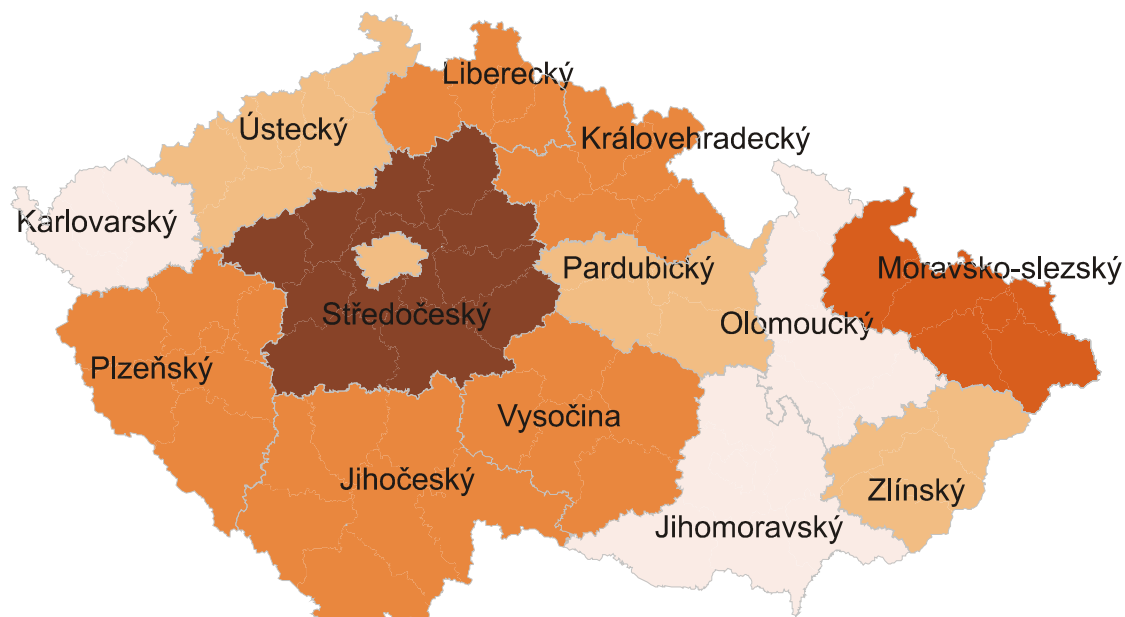 Liberecký
Ústecký
Královehradecký
Karlovarský
Pardubický
Moravsko-slezský
Středočeský
Olomoucký
Plzeňský
Vysočina
Jihočeský
Zlínský
Jihomoravský